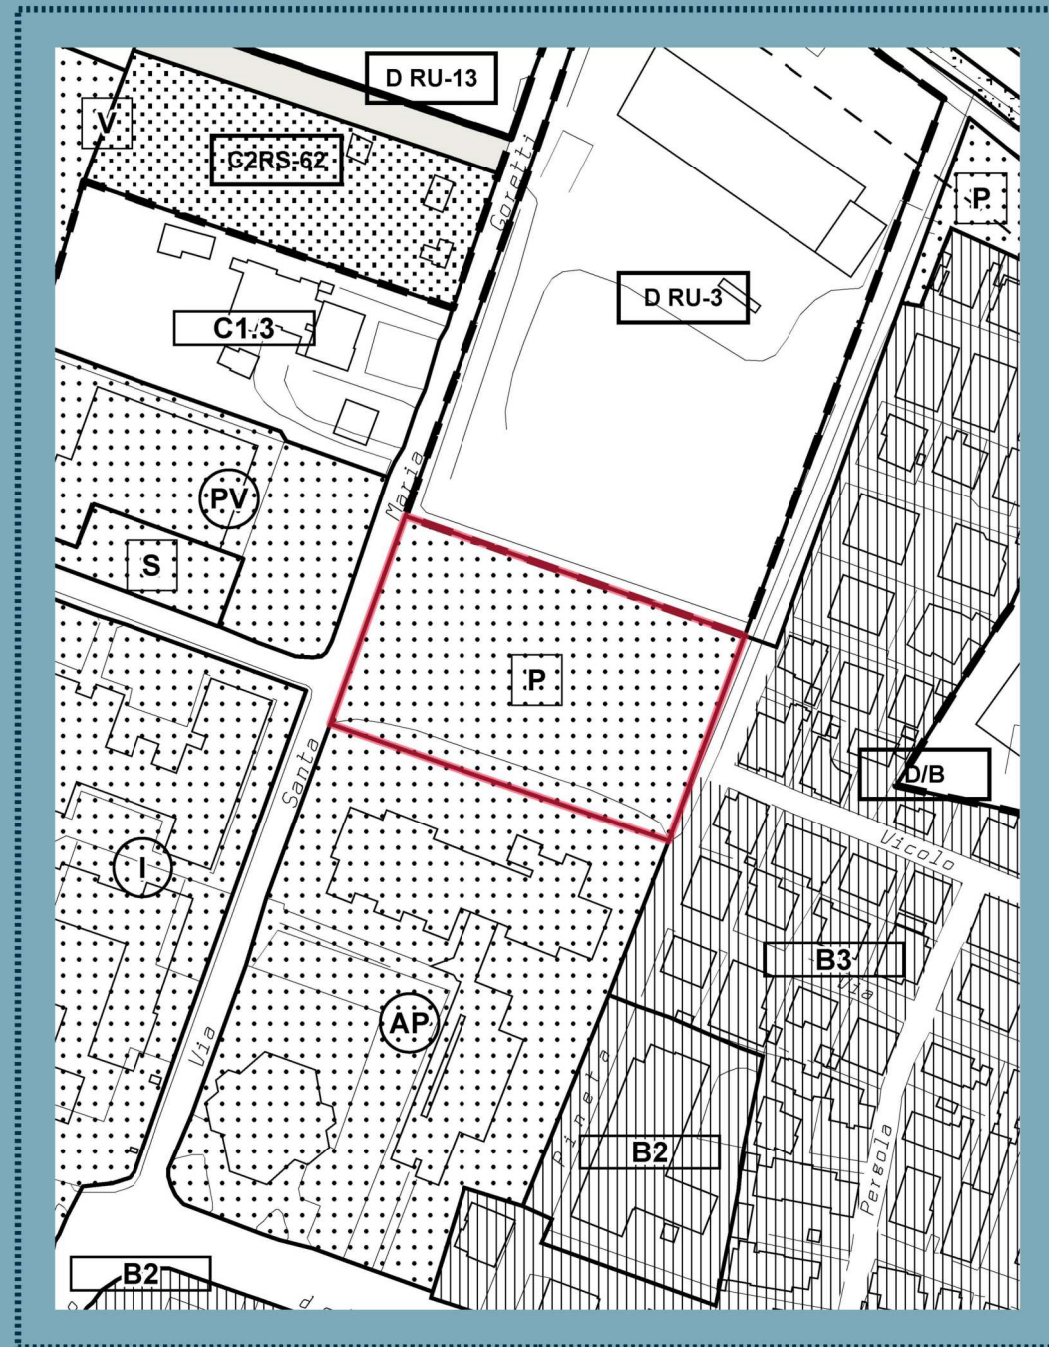 D RU-13
V
C2RS-62
Goretti
P
D RU-3
C1.3
PV
Maria
S
P
Santa
D/B
Vicolo
I
B3
Via
AP
Via
Pineta
B2
Pergola
B2